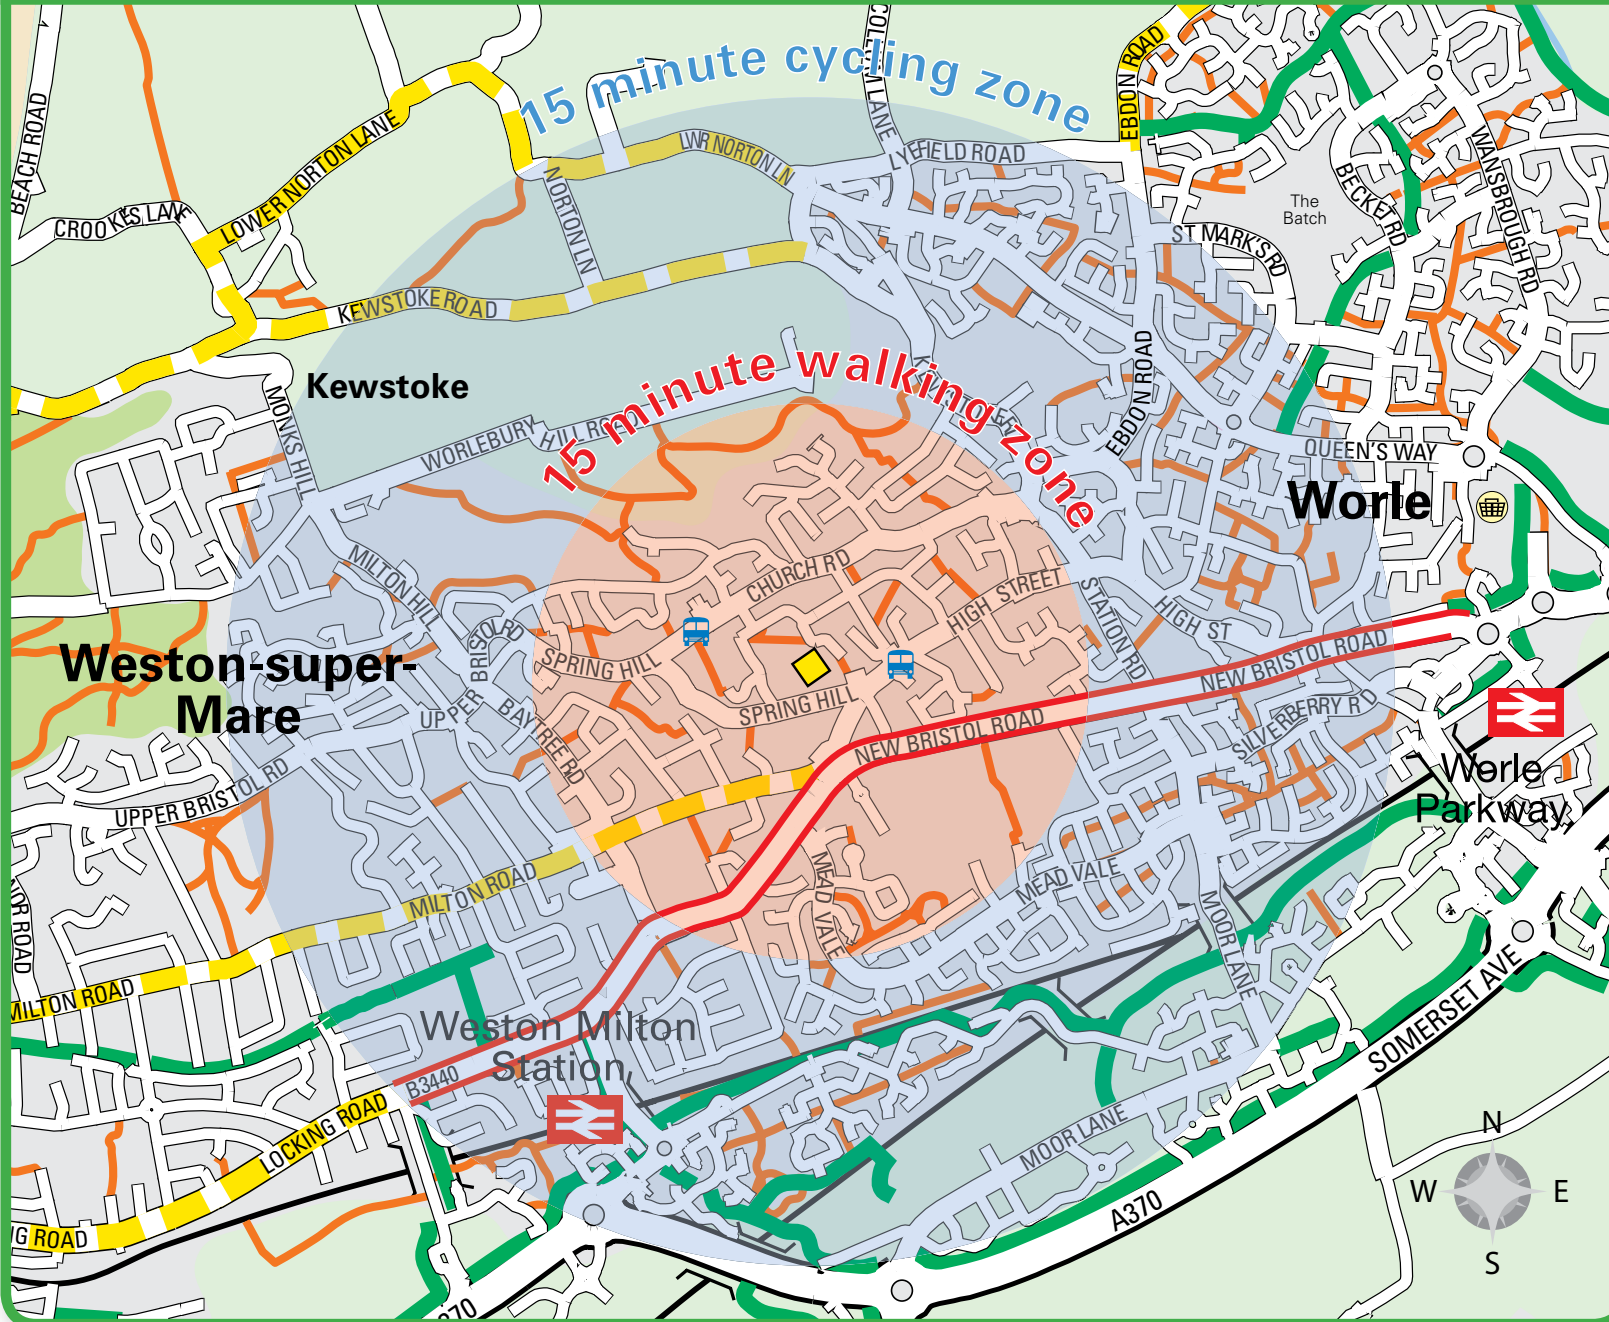 15 minute cycling zone
COLLUM LANE
EBDON ROAD
BEACH ROAD
LOWER NORTON LANE
LWR NORTON LN
LYEFIELD ROAD
WANSBROUGH RD
BECKET RD
The
Batch
CROOKES LANE
NORTON LN
ST MARK'S RD
KEWSTOKE ROAD
Kewstoke
MONKS HILL
15 minute walking zone
EBDON ROAD
WORLEBURY
HILL ROAD
QUEEN'S WAY
Worle
MILTON HILL
CHURCH RD
HIGH STREET
STATION RD
HIGH ST
BRISTOL RD
UPPER
SPRING HILL
Weston-super-
Mare
SPRING HILL
BAYTREE RD
NEW BRISTOL ROAD
NEW BRISTOL ROAD
SILVERBERRY RD
Worle
Parkway
UPPER BRISTOL RD
MILTON ROAD
MEAD VALE
MEAD VALE
MOOR LANE
NOR ROAD
MILTON ROAD
SOMERSET AVE
Weston Milton
Station
B3440
LOCKING ROAD
MOOR LANE
A370
N
W
E
S
G ROAD
370